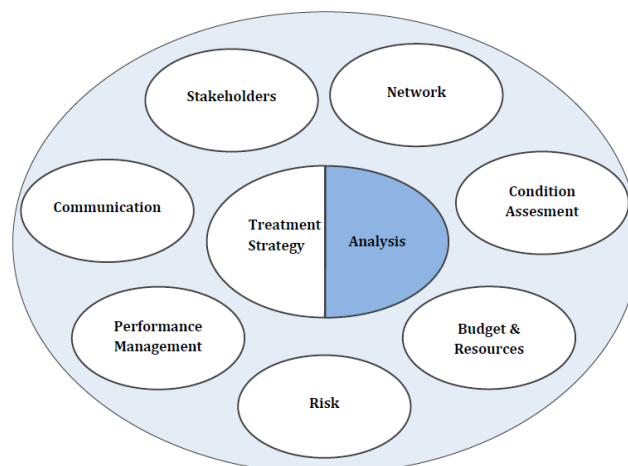 Stakeholders
Network
Communication
Condition
Assesment
Treatment
Strategy
Analysis
Performance
Management
Budget &
Resources
Risk